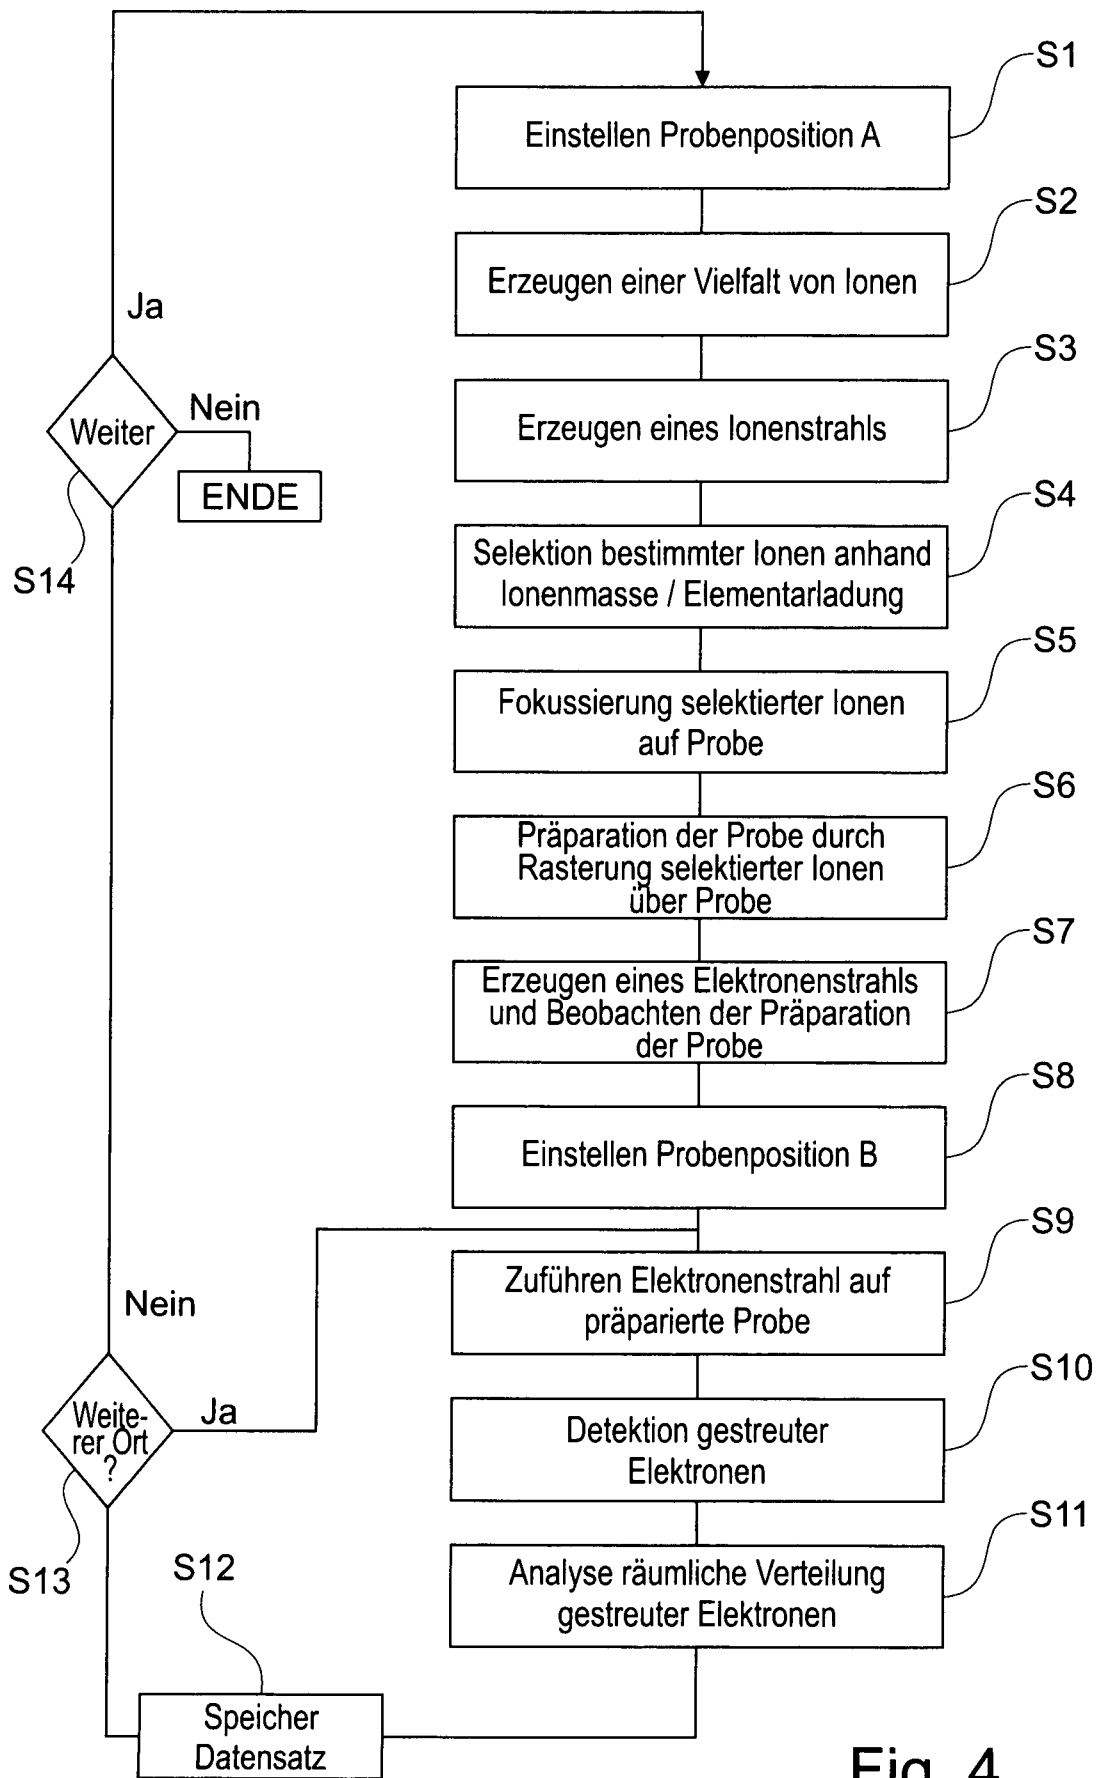 S1
Einstellen Probenposition A
S2
Erzeugen einer Vielfalt von Ionen
Ja
S3
Nein
Weiter
Erzeugen eines Ionenstrahls
ENDE
S4
Selektion bestimmter Ionen anhand
Ionenmasse / Elementarladung
S14
S5
Fokussierung selektierter Ionen
auf Probe
S6
Präparation der Probe durch
Rasterung selektierter Ionen
über Probe
S7
Erzeugen eines Elektronenstrahls
und Beobachten der Präparation
der Probe
S8
Einstellen Probenposition B
S9
Zuführen Elektronenstrahl auf
präparierte Probe
Nein
S10
Weite-
rer Ort
?
Ja
Detektion gestreuter
Elektronen
S11
S13
S12
Analyse räumliche Verteilung
gestreuter Elektronen
Speicher
Datensatz
Fig. 4